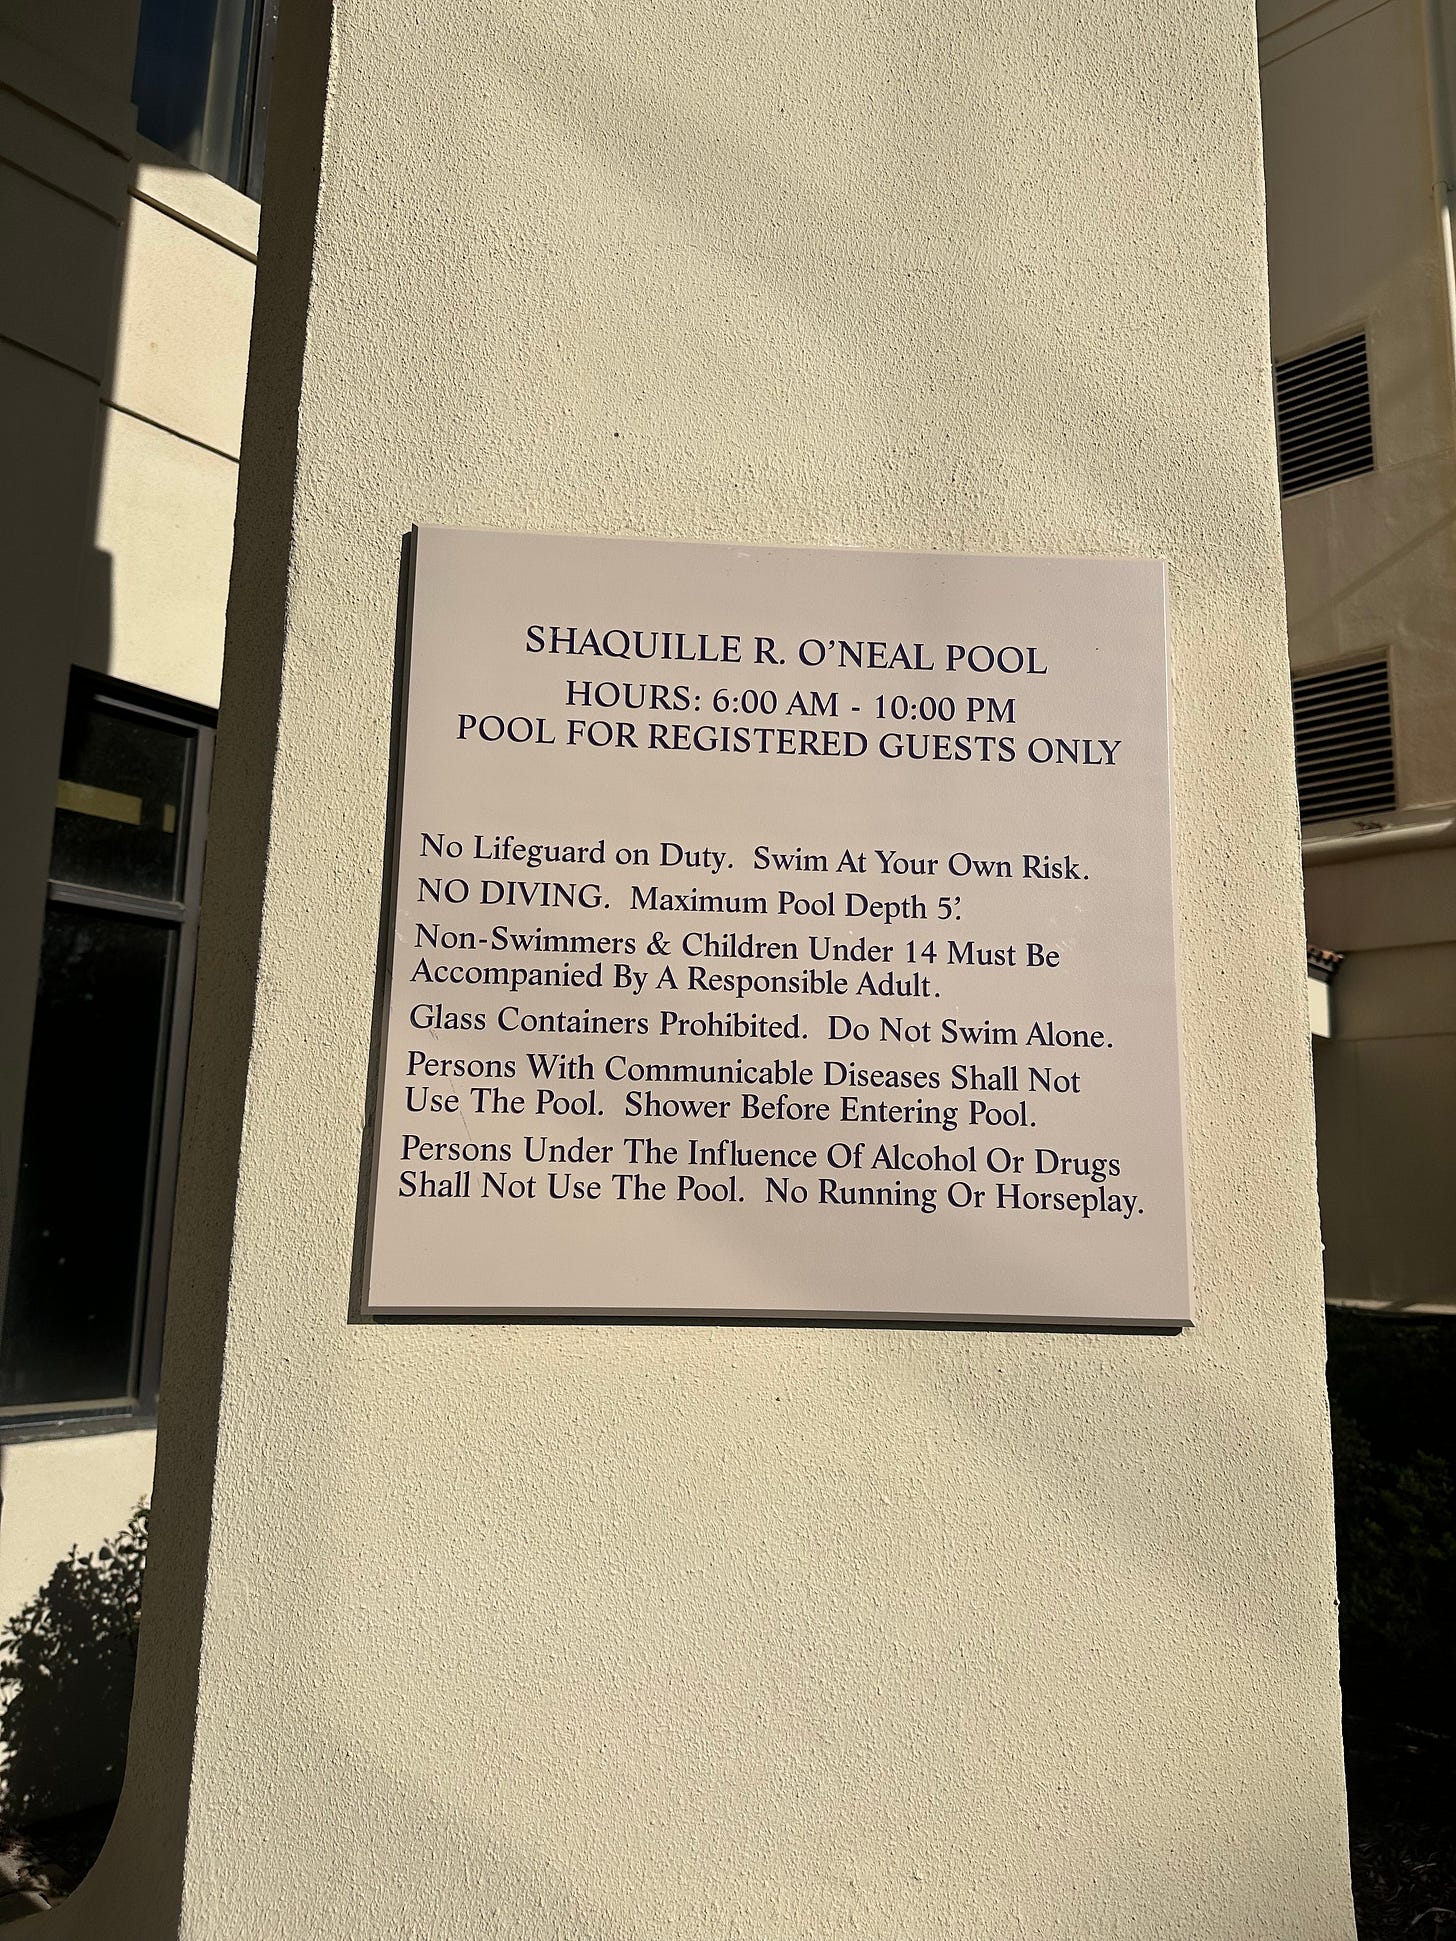 SHAQUILLE R. O'NEAL POOL
HOURS: 6:00 AM - 10:00 PM
POOL FOR REGISTERED GUESTS ONLY
No Lifeguard on Duty. Swim At Your Own Risk.
NO DIVING. Maximum Pool Depth 5'.
Non-Swimmers & Children Under 14 Must Be
Accompanied By A Responsible Adult.
Glass Containers Prohibited. Do Not Swim Alone.
Persons With Communicable Diseases Shall Not
Use The Pool. Shower Before Entering Pool.
Persons Under The Influence Of Alcohol Or Drugs
Shall Not Use The Pool. No Running Or Horseplay.